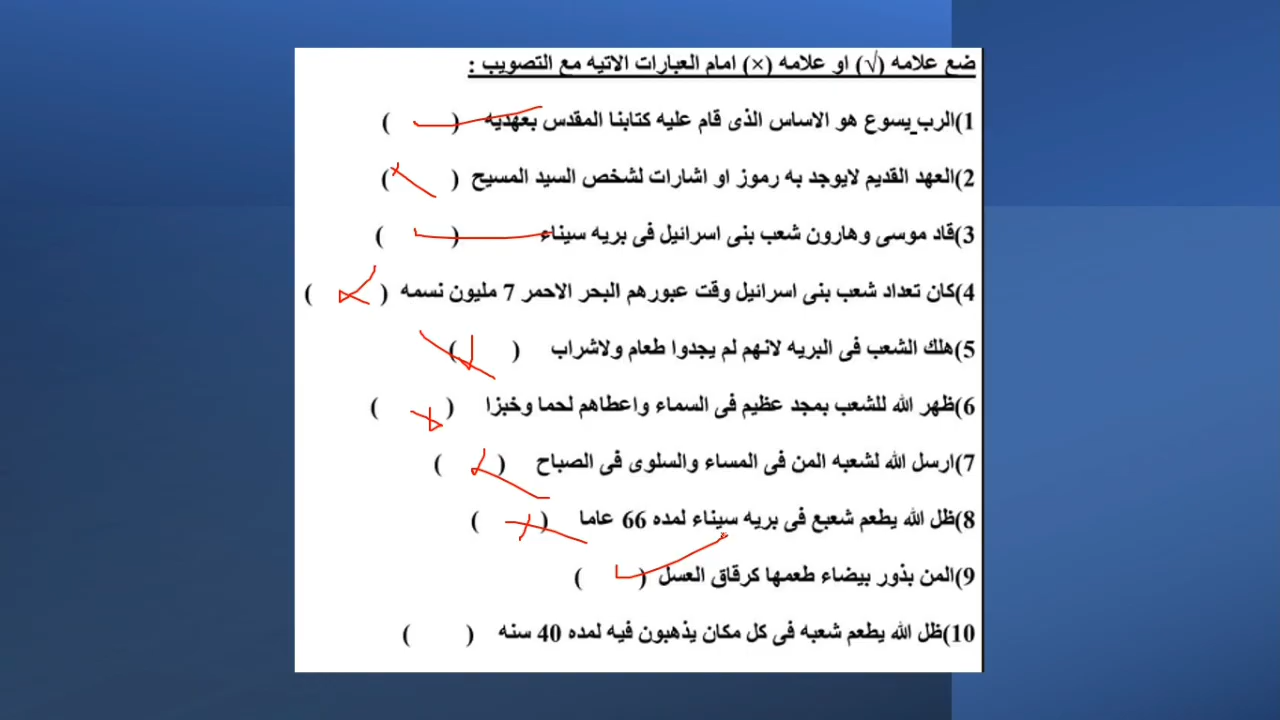 ضع علامه (√) او علامه (×) امام العبارات الاتيه مع التصويب :
1)الرب يسوع هو الاساس الذى قام عليه كتابنا المقدس بعهديه ( )
2)العهد القديم لايوجد به رموز او اشارات لشخص السيد المسيح ( )
3)قاد موسى وهارون شعب بنى اسرائيل فى بريه سيناء ( )
4)كان تعداد شعب بنى اسرائيل وقت عبورهم البحر الاحمر 7 مليون نسمه ( )
5)هلك الشعب فى البريه لانهم لم يجدوا طعام ولاشراب ( )
6)ظهر الله للشعب بمجد عظيم فى السماء واعطاهم لحما وخبزا ( )
7)ارسل الله لشعبه المن فى المساء والسلوى فى الصباح ( )
8)ظل الله يطعم شعبع فى بريه سيناء لمده 66 عاما ( )
9)المن بذور بيضاء طعمها كرقاق العسل ( )
10)ظل الله يطعم شعبه فى كل مكان يذهبون فيه لمده 40 سنه ( )